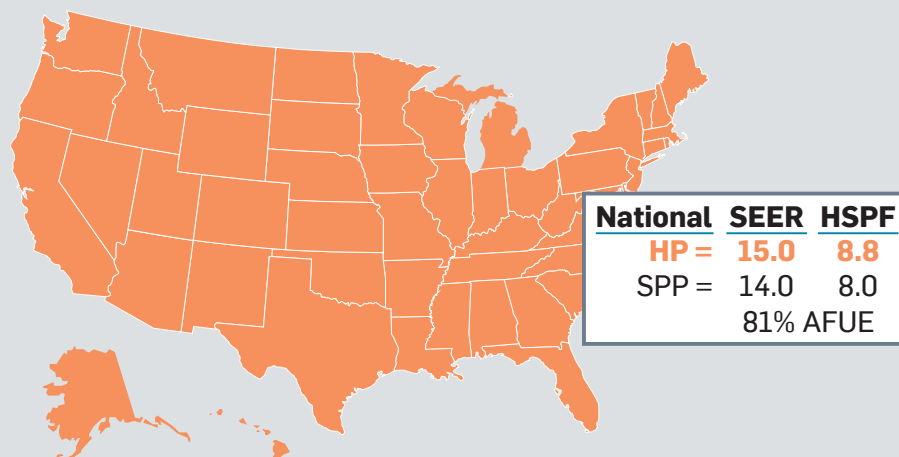 National SEER HSPF
HP = 15.0 8.8
SPP = 14.0 8.0
81% AFUE